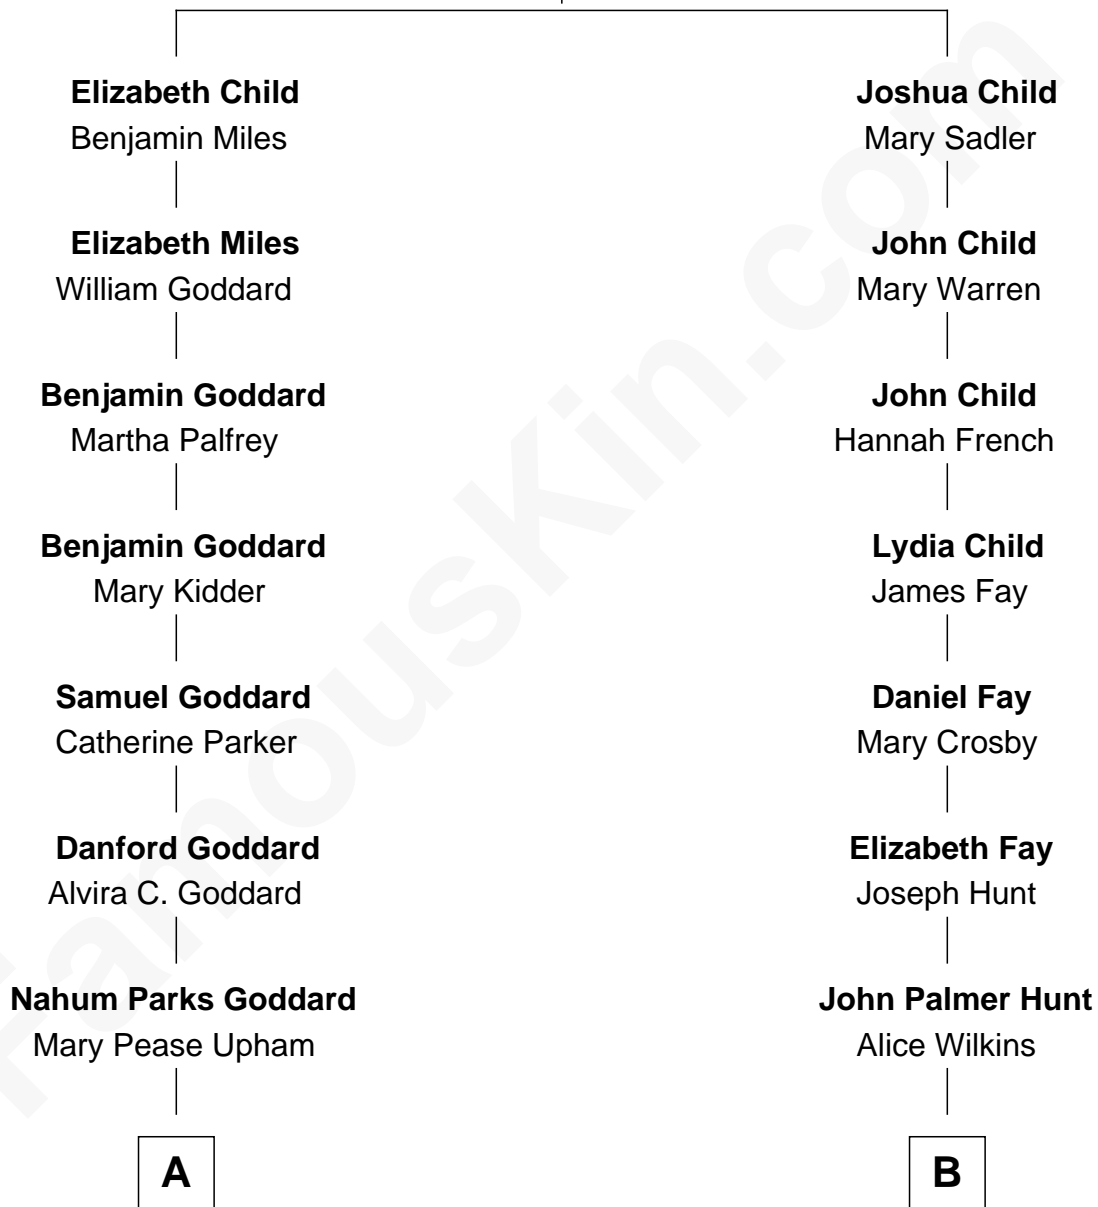 Elizabeth Child
Benjamin Miles
Elizabeth Miles
William Goddard
Benjamin Goddard
Martha Palfrey
Benjamin Goddard
Mary Kidder
Samuel Goddard
Catherine Parker
Danford Goddard
Alvira C. Goddard
Nahum Parks Goddard
Mary Pease Upham
A
Joshua Child
Mary Sadler
John Child
Mary Warren
John Child
Hannah French
Lydia Child
James Fay
Daniel Fay
Mary Crosby
Elizabeth Fay
Joseph Hunt
John Palmer Hunt
Alice Wilkins
B
FamousKin.com